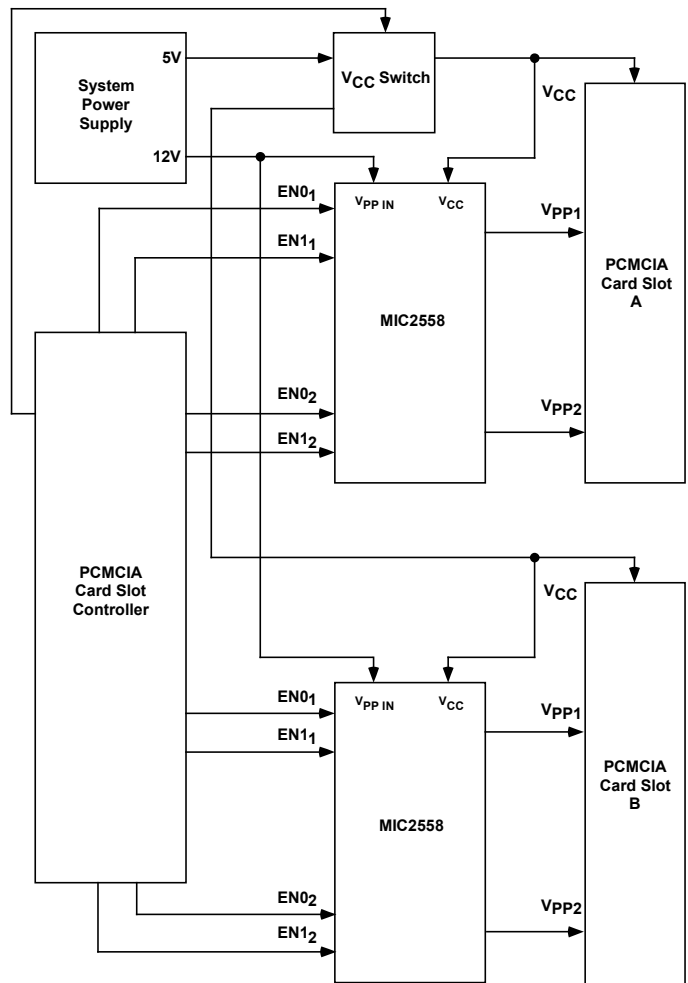 5V
System
Power
Supply
12V
VCC Switch
VCC
EN01
EN11
VPP IN
VCC
MIC2558
EN02
EN12
VPP1
VPP2
PCMCIA
Card Slot
A
PCMCIA
Card Slot
Controller
VCC
EN01
EN11
VPP IN
VCC
MIC2558
EN02
EN12
VPP1
VPP2
PCMCIA
Card Slot
B